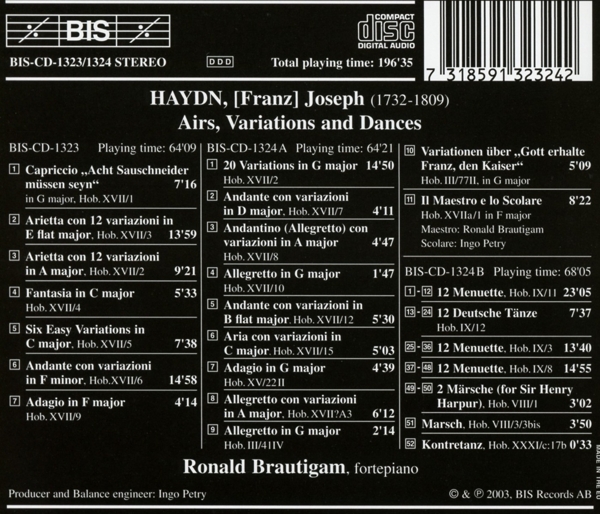 BIS
COMPACT
disc
DIGITAL AUDIO
BIS-CD-1323/1324 STEREO
DDD
Total playing time: 196'35
7 318591 323242
HAYDN, [Franz] Joseph (1732-1809)
Airs, Variations and Dances
BIS-CD-1323 Playing time: 64'09
1 Capriccio „Acht Sauschneider
müssen seyn“ 7'16
in G major, Hob. XVII/1
2 Arietta con 12 variazioni in
E flat major, Hob. XVII/3 13'59
3 Arietta con 12 variazioni
in A major, Hob. XVII/2 9'21
4 Fantasia in C major 5'33
Hob. XVII/4
5 Six Easy Variations in
C major, Hob. XVII/5 7'38
6 Andante con variazioni
in F minor, Hob.XVII/6 14'58
7 Adagio in F major 4'14
Hob. XV/9
BIS-CD-1324A Playing time: 64'21
1 20 Variations in G major 14'50
Hob. XVII/2
2 Andante con variazioni
in D major, Hob. XVII/7 4'11
3 Andantino (Allegretto) con
variazioni in A major 4'47
Hob. XVII/8
4 Allegretto in G major 1'47
Hob. XVII/10
5 Andante con variazioni in
B flat major, Hob. XVII/12 5'30
6 Aria con variazioni in
C major, Hob. XVII/15 5'03
7 Adagio in G major 4'39
Hob. XV/22II
8 Allegretto con variazioni
in A major, Hob. XVII?A3 6'12
9 Allegretto in G major 2'14
Hob. III/41IV
10 Variationen über „Gott erhalte
Franz, den Kaiser“ 5'09
Hob. III/77II, in G major
11 Il Maestro e lo Scolare 8'22
Hob. XVIIa/1 in F major
Maestro: Ronald Brautigam
Scolare: Ingo Petry
BIS-CD-1324B Playing time: 68'05
1-12 12 Menuette, Hob. IX/11 23'05
13-24 12 Deutsche Tänze 7'37
Hob. IX/12
25-36 12 Menuette, Hob. IX/3 13'40
37-48 12 Menuette, Hob. IX/8 14'55
49-50 2 Märsche (for Sir Henry
Harpur), Hob. VIII/1 3'02
51 Marsch, Hob. VIII/3/3bis 3'50
52 Kontretanz, Hob. XXXI/c:17b 0'33
Ronald Brautigam, fortepiano
Producer and Balance engineer: Ingo Petry
© & ℗ 2003, BIS Records AB
MADE IN THE EU